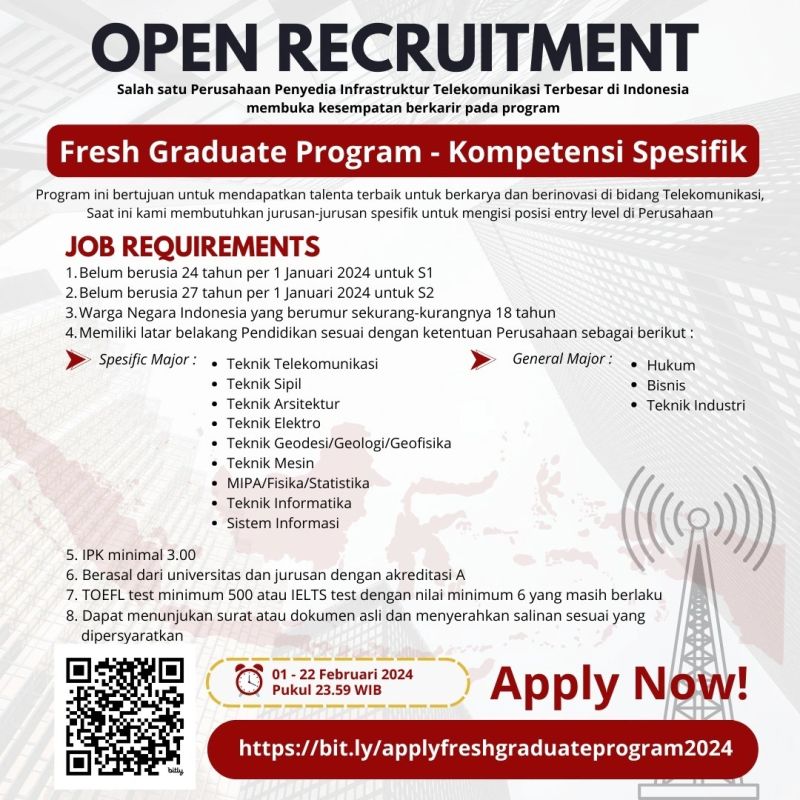 OPEN RECRUITMENT
Salah satu Perusahaan Penyedia Infrastruktur Telekomunikasi Terbesar di Indonesia
membuka kesempatan berkarir pada program
Fresh Graduate Program - Kompetensi Spesifik
Program ini bertujuan untuk mendapatkan talenta terbaik untuk berkarya dan berinovasi di bidang Telekomunikasi,
Saat ini kami membutuhkan jurusan-jurusan spesifik untuk mengisi posisi entry level di Perusahaan
JOB REQUIREMENTS
1. Belum berusia 24 tahun per 1 Januari 2024 untuk S1
2. Belum berusia 27 tahun per 1 Januari 2024 untuk S2
3. Warga Negara Indonesia yang berumur sekurang-kurangnya 18 tahun
4. Memiliki latar belakang Pendidikan sesuai dengan ketentuan Perusahaan sebagai berikut :
Spesific Major :
• Teknik Telekomunikasi
• Teknik Sipil
• Teknik Arsitektur
• Teknik Elektro
• Teknik Geodesi/Geologi/Geofisika
• Teknik Mesin
• MIPA/Fisika/Statistika
• Teknik Informatika
• Sistem Informasi
General Major :
• Hukum
• Bisnis
• Teknik Industri
5. IPK minimal 3.00
6. Berasal dari universitas dan jurusan dengan akreditasi A
7. TOEFL test minimum 500 atau IELTS test dengan nilai minimum 6 yang masih berlaku
8. Dapat menunjukan surat atau dokumen asli dan menyerahkan salinan sesuai yang
dipersyaratkan
bitly
01 - 22 Februari 2024
Pukul 23.59 WIB
Apply Now!
https://bit.ly/applyfreshgraduateprogram2024